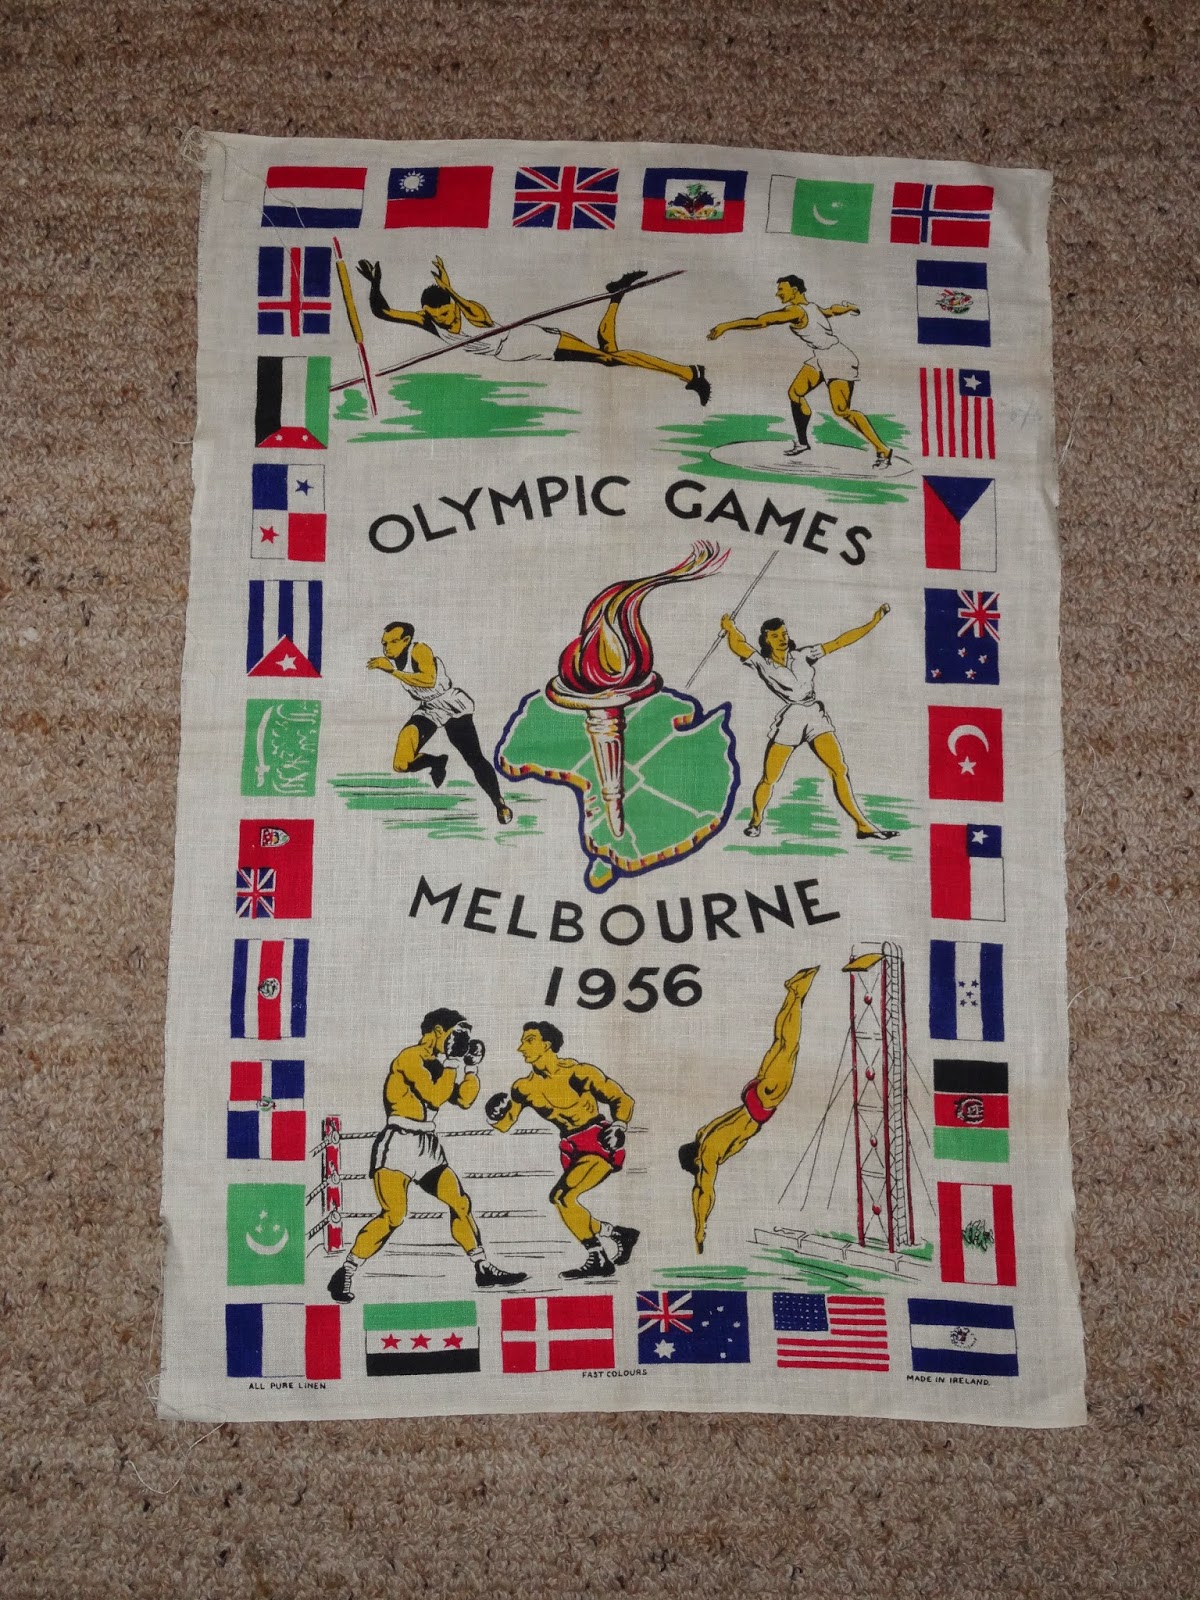 OLYMPIC GAMES
MELBOURNE
1956
ALL PURE LINEN
FAST COLOURS
MADE IN IRELAND.